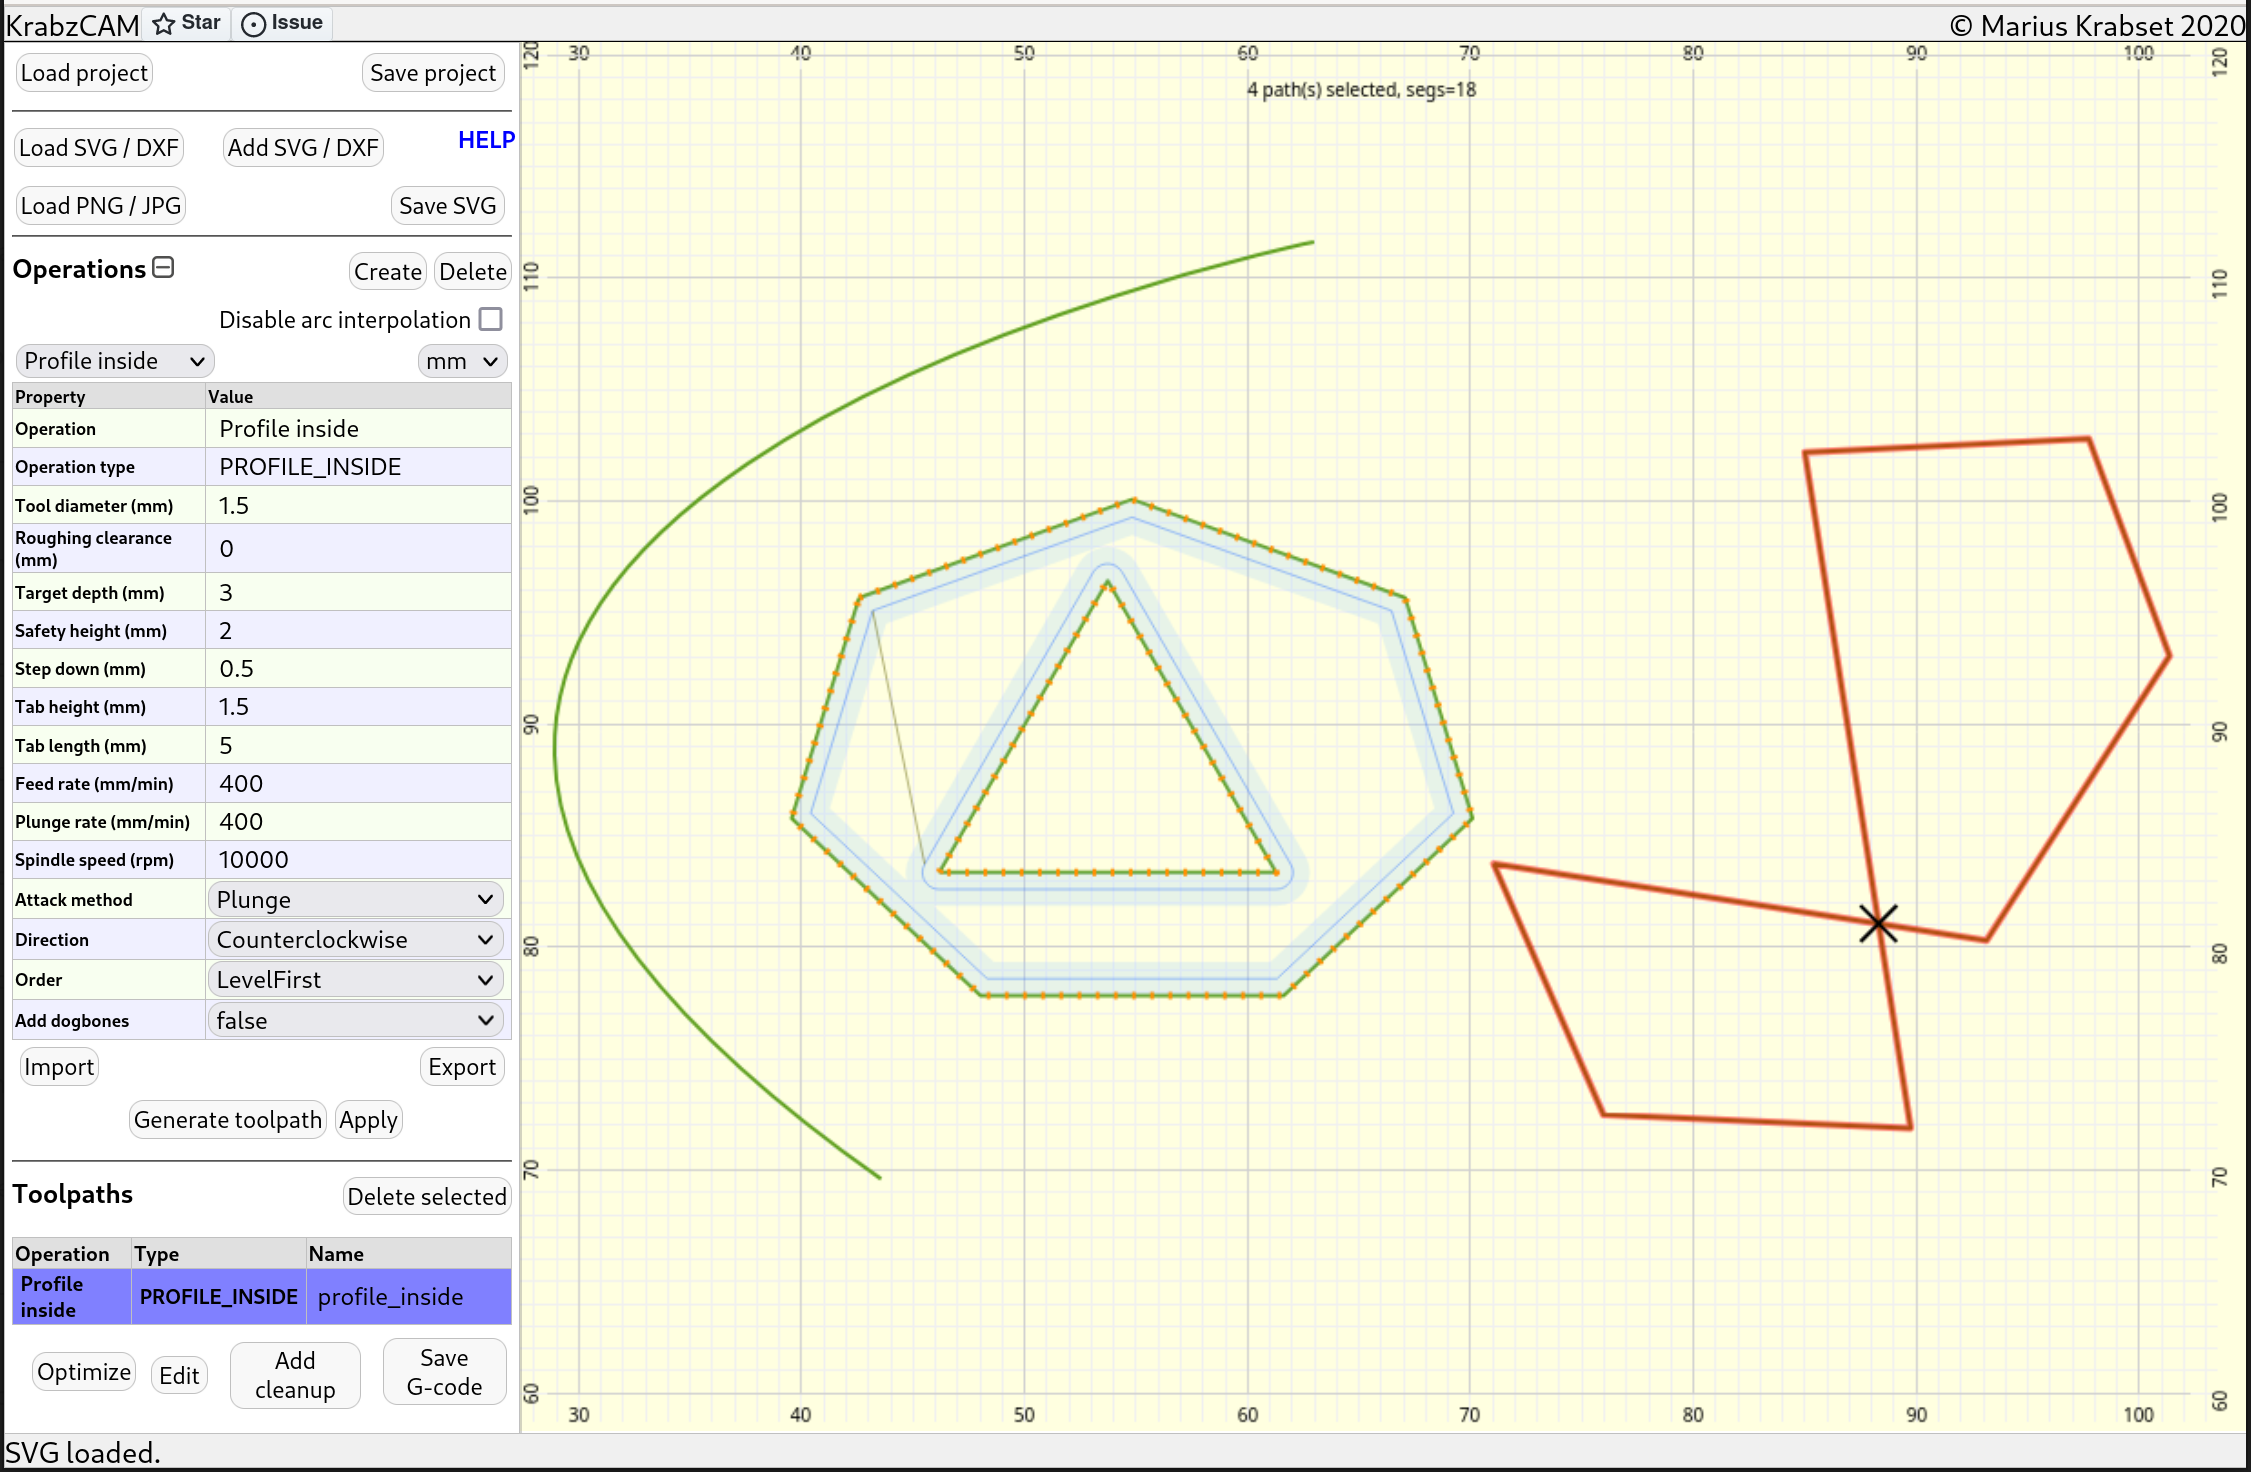 KrabzCAM Star Issue © Marius Krabset 2020
Load project Save project
Load SVG / DXF Add SVG / DXF HELP
Load PNG / JPG Save SVG
Operations Create Delete
Disable arc interpolation
Profile inside mm
Property Value
Operation Profile inside
Operation type PROFILE_INSIDE
Tool diameter (mm) 1.5
Roughing clearance
(mm) 0
Target depth (mm) 3
Safety height (mm) 2
Step down (mm) 0.5
Tab height (mm) 1.5
Tab length (mm) 5
Feed rate (mm/min) 400
Plunge rate (mm/min) 400
Spindle speed (rpm) 10000
Attack method Plunge
Direction Counterclockwise
Order LevelFirst
Add dogbones false
Import Export
Generate toolpath Apply
Toolpaths Delete selected
Operation Type Name
Profile
inside PROFILE_INSIDE profile_inside
Optimize Edit Add
cleanup Save
G-code
30 40 50 60 70 80 90 100
4 path(s) selected, segs=18
120 110 100 90 80 70 60
120 110 100 90 80 70 60
30 40 50 60 70 80 90 100
SVG loaded.